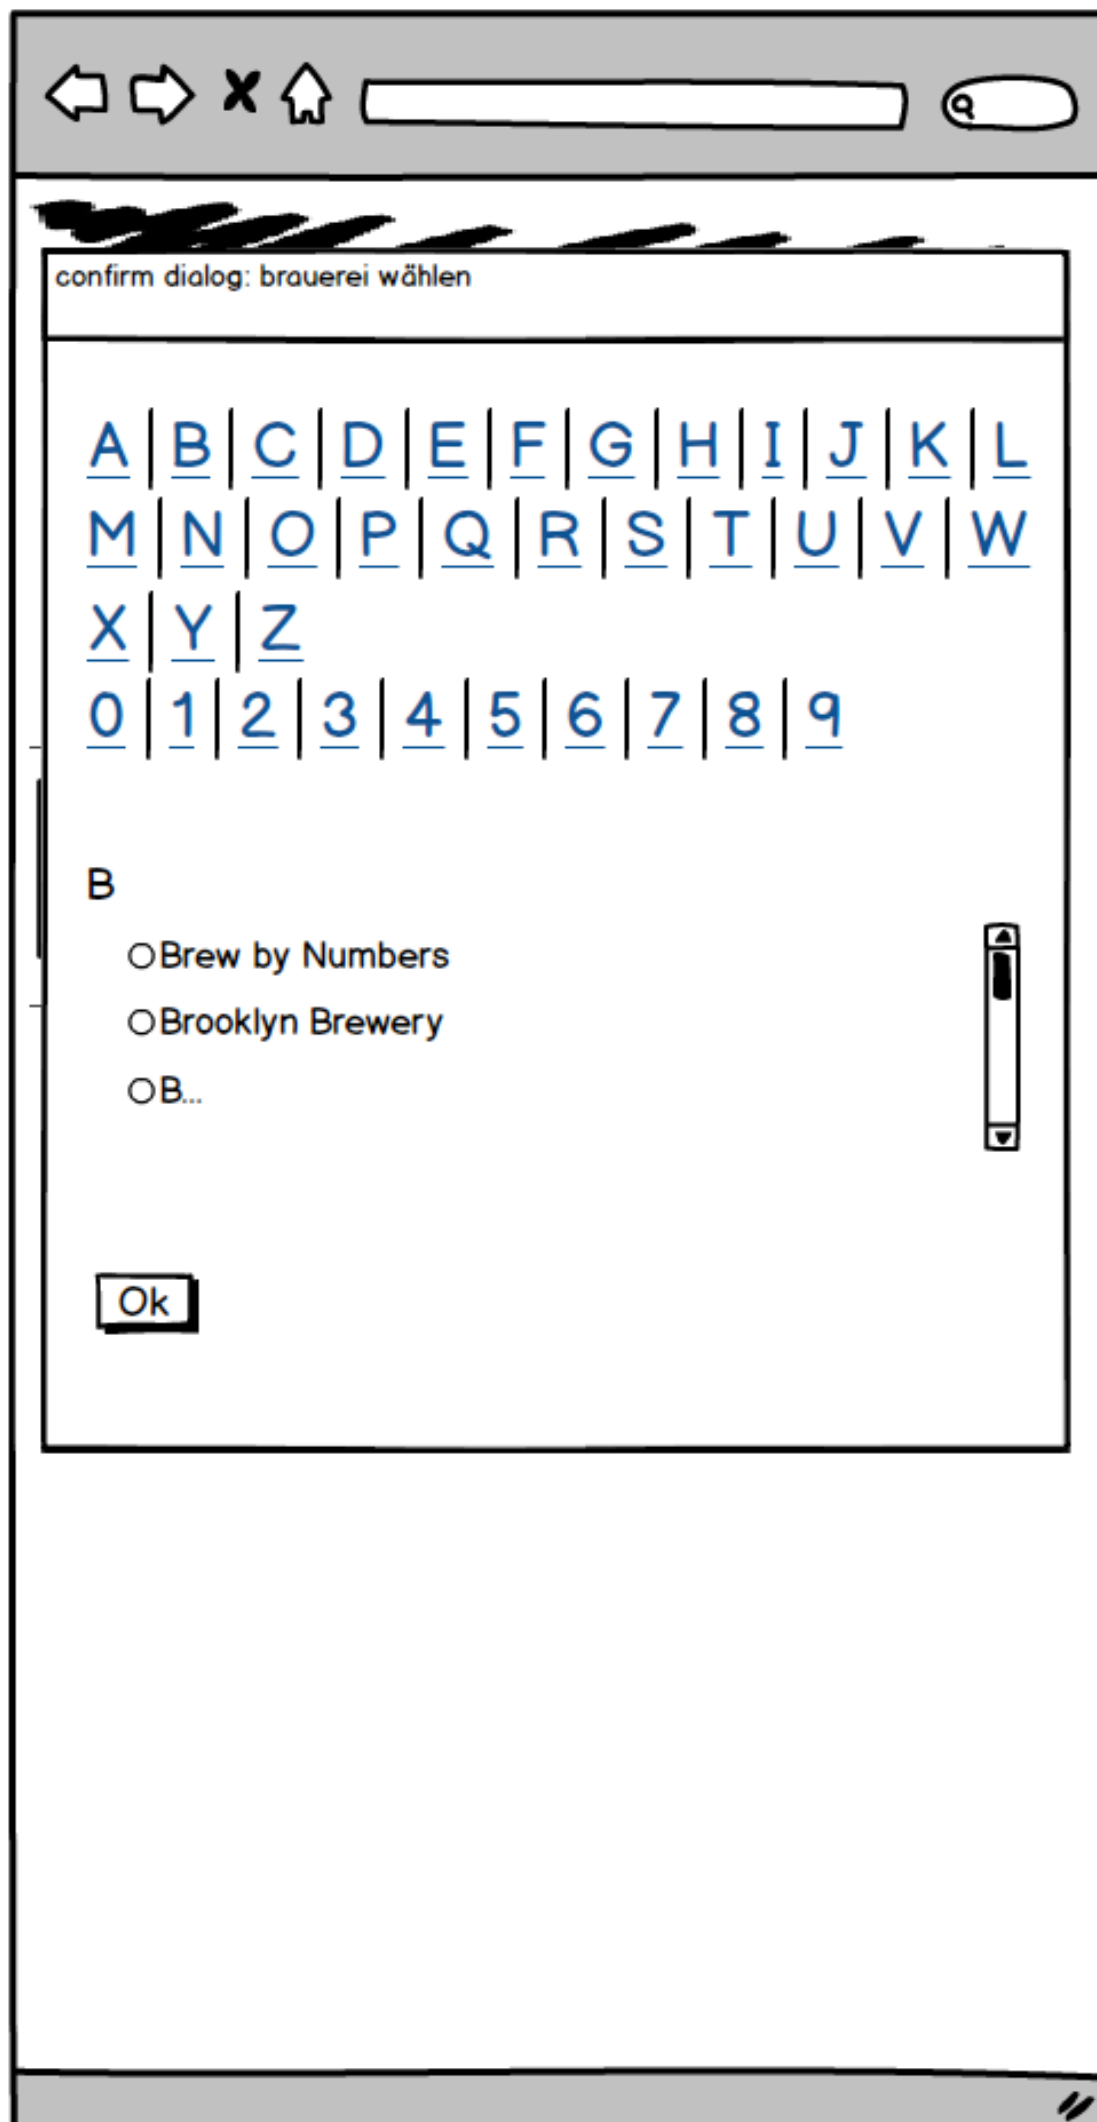 confirm dialog: brauerei wählen
A | B | C | D | E | F | G | H | I | J | K | L
M | N | O | P | Q | R | S | T | U | V | W
X | Y | Z
0 | 1 | 2 | 3 | 4 | 5 | 6 | 7 | 8 | 9
B
Brew by Numbers
Brooklyn Brewery
B...
Ok